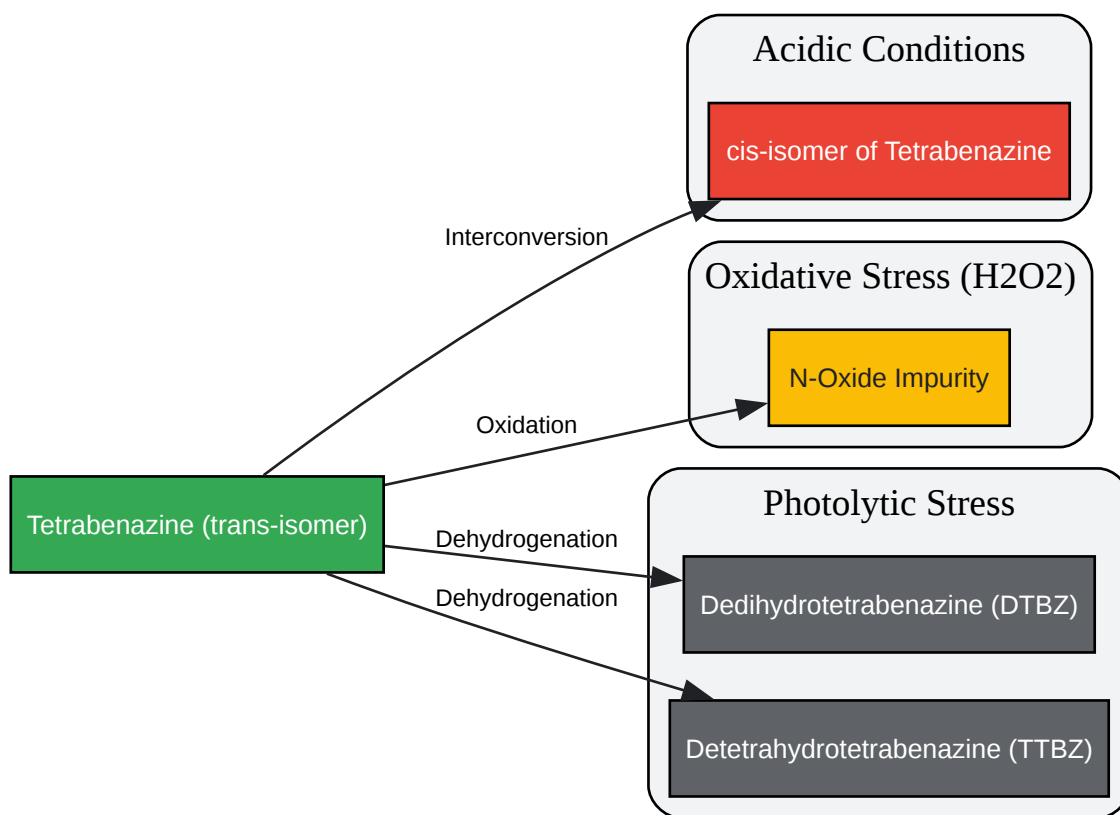 Acidic Conditions
cis-isomer of Tetrabenazine
Interconversion
Oxidative Stress (H2O2)
N-Oxide Impurity
Oxidation
Tetrabenazine (trans-isomer)
Photolytic Stress
Dehydrogenation
Dedihydrotetrabenazine (DTBZ)
Dehydrogenation
Detetrahydrotetrabenazine (TTBZ)